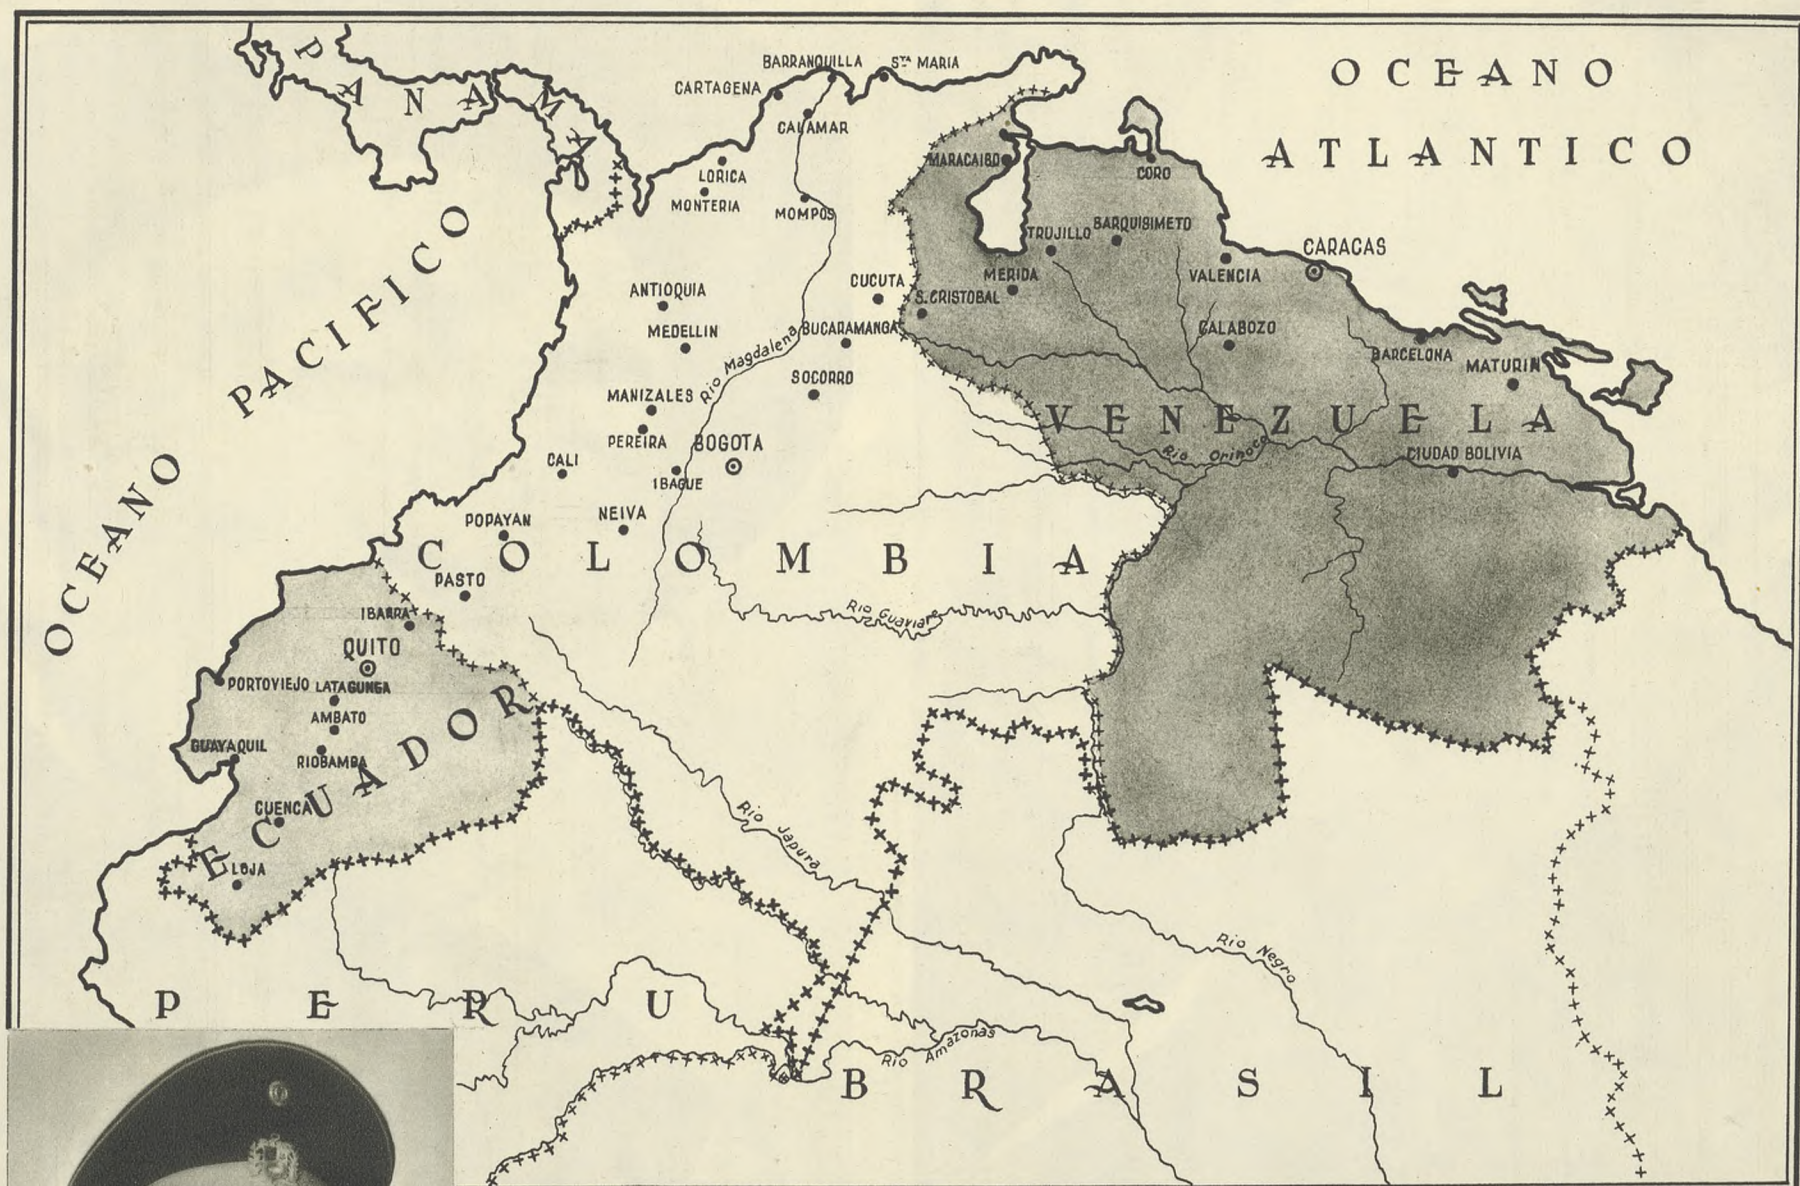 PANAMA
OCEANO PACIFICO
OCEANO
ATLANTICO
BARRANQUILLA
STA MARIA
CARTAGENA
CALAMAR
LORICA
MONTERIA
MOMPOS
MARACAIBO
CORO
TRUJILLO
BARQUISIMETO
CARACAS
VALENCIA
MERIDA
CUCUTA
S. CRISTOBAL
ANTIOQUIA
MEDELLIN
BUCARAMANGA
Rio Magdalena
CALABOZO
BARCELONA
MATURIN
SOCORRO
MANIZALES
PEREIRA
BOGOTA
VENEZUELA
Rio Orinoco
CIUDAD BOLIVIA
CALI
IBAGUE
POPAYAN
NEIVA
COLOMBIA
PASTO
Rio Guaviare
IBARRA
QUITO
PORTOVIEJO
LATAGUNGA
AMBATO
GUAYAQUIL
RIOBAMBA
ECUADOR
CUENCA
LOJA
Rio Japura
Rio Negro
PERU
Rio Amazonas
BRASIL